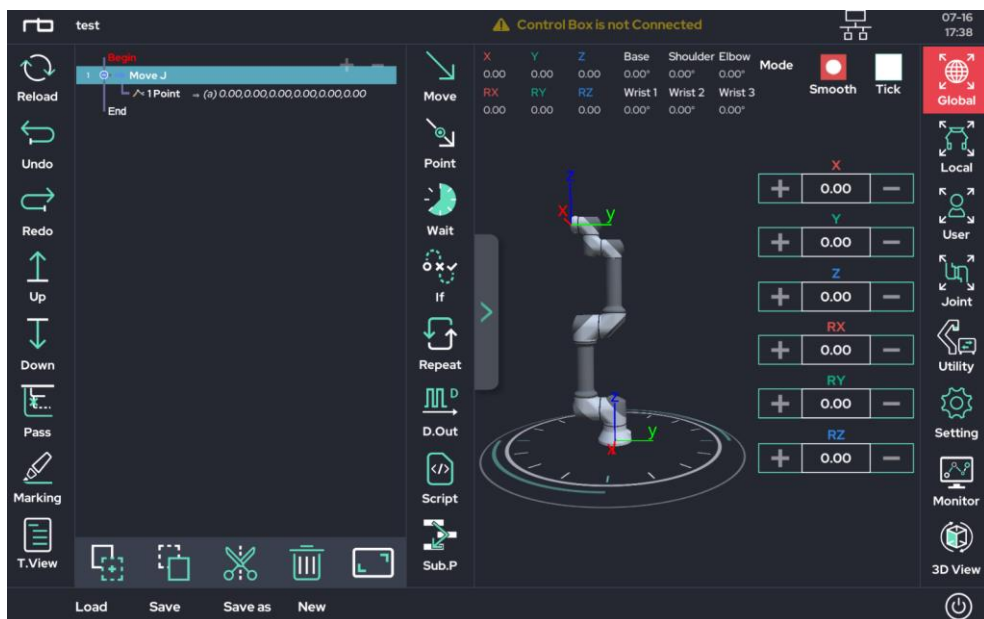 test
Control Box is not Connected
07-16
17:38
Reload
Undo
Redo
Up
Down
Pass
Marking
T.View
Begin
1 Move J
1 Point → (a) 0.00,0.00,0.00,0.00,0.00,0.00
End
Move
Point
Wait
If
Repeat
D
D.Out
Script
Sub.P
X Y Z Base Shoulder Elbow
0.00 0.00 0.00 0.00° 0.00° 0.00°
RX RY RZ Wrist 1 Wrist 2 Wrist 3
0.00 0.00 0.00 0.00° 0.00° 0.00°
Mode
Smooth
Tick
Z
X
y
z
y
X
X
+ 0.00 −
Y
+ 0.00 −
Z
+ 0.00 −
RX
+ 0.00 −
RY
+ 0.00 −
RZ
+ 0.00 −
Global
Local
User
Joint
Utility
Setting
Monitor
3D View
Load Save Save as New